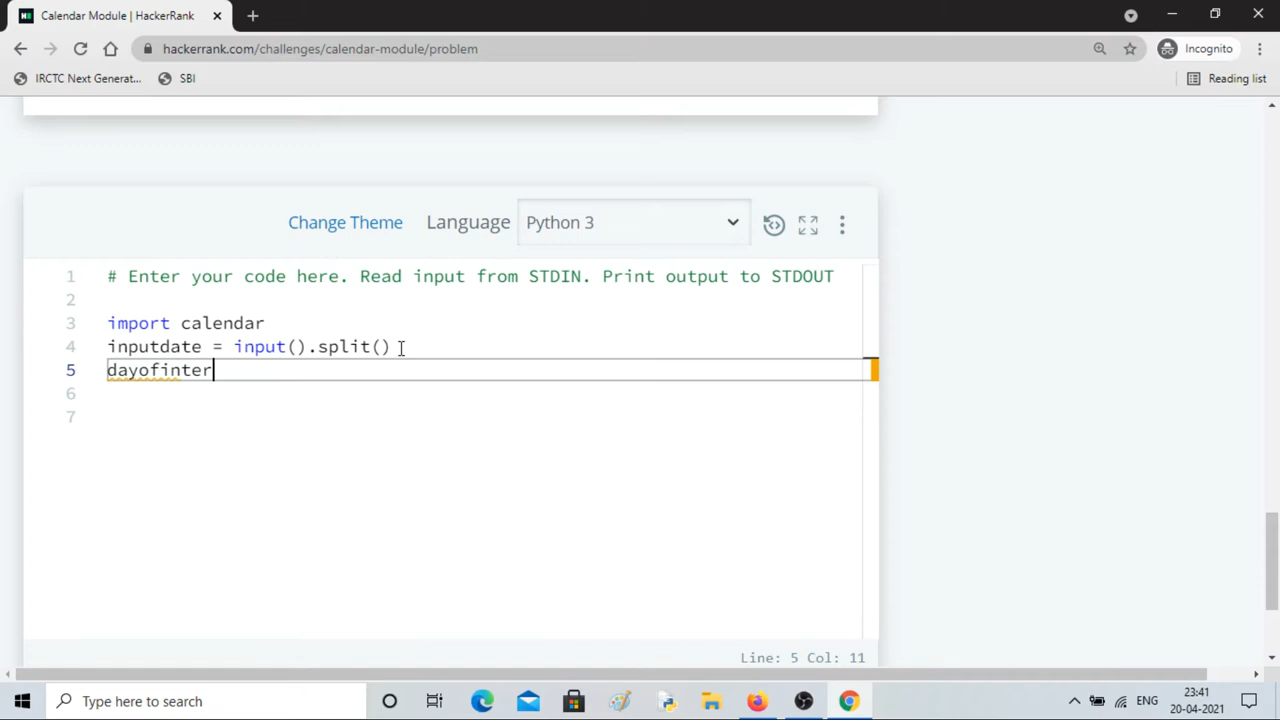 Calendar Module | HackerRank
hackerrank.com/challenges/calendar-module/problem
Incognito
IRCTC Next Generat...
SBI
Reading list
Change Theme
Language
Python 3
1 # Enter your code here. Read input from STDIN. Print output to STDOUT
2
3 import calendar
4 inputdate = input().split()
5 dayofinter
6
7
Line: 5 Col: 11
Type here to search
ENG
23:41
20-04-2021